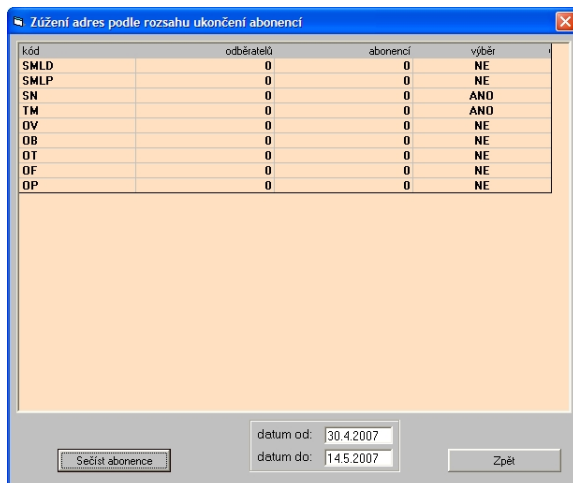 Zúžení adres podle rozsahu ukončení abonencí
kód odběratelů abonencí výběr
SMLD 0 0 NE
SMLP 0 0 NE
SN 0 0 ANO
TM 0 0 ANO
OV 0 0 NE
OB 0 0 NE
OT 0 0 NE
OF 0 0 NE
OP 0 0 NE
datum od: 30.4.2007
datum do: 14.5.2007
Sečíst abonence
Zpět